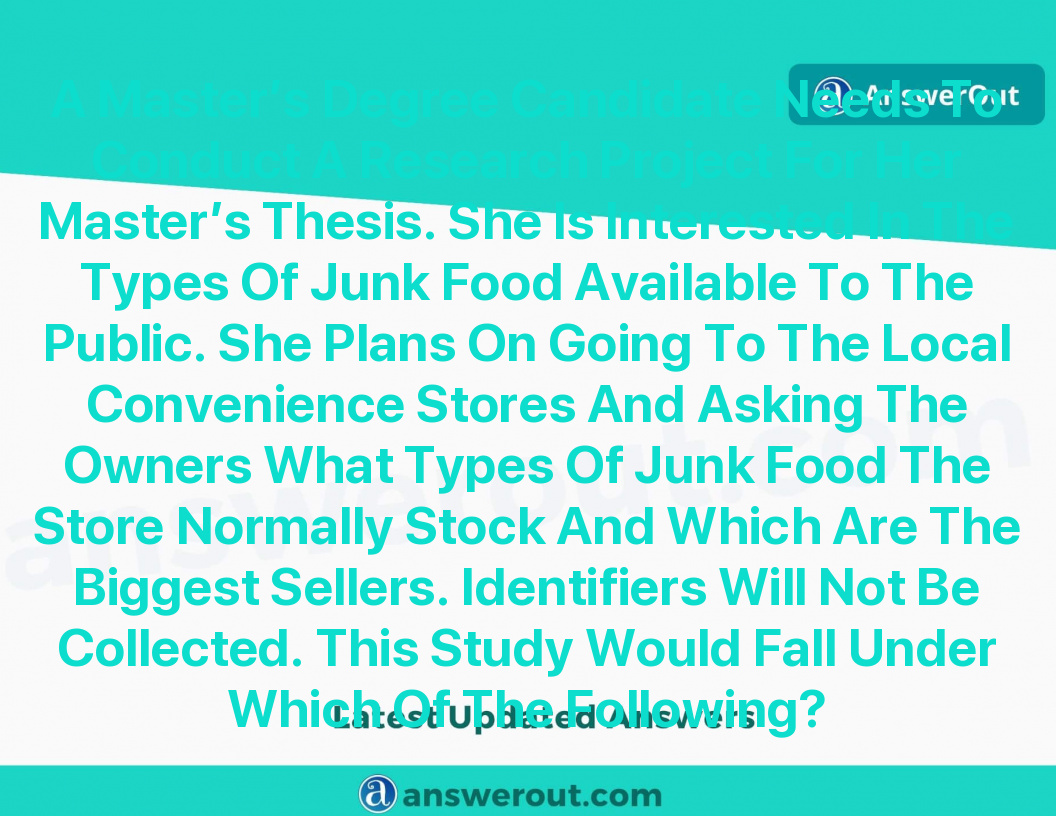 A Master’s Degree Candidate Needs To
AnswerOut
Conduct A Research Project For Her
Master’s Thesis. She Is Interested In The
Types Of Junk Food Available To The
Public. She Plans On Going To The Local
Convenience Stores And Asking The
Owners What Types Of Junk Food The
Store Normally Stock And Which Are The
Biggest Sellers. Identifiers Will Not Be
Collected. This Study Would Fall Under
Which Of The Following?
Latest Updated Answers
answerout.com
answerout.com